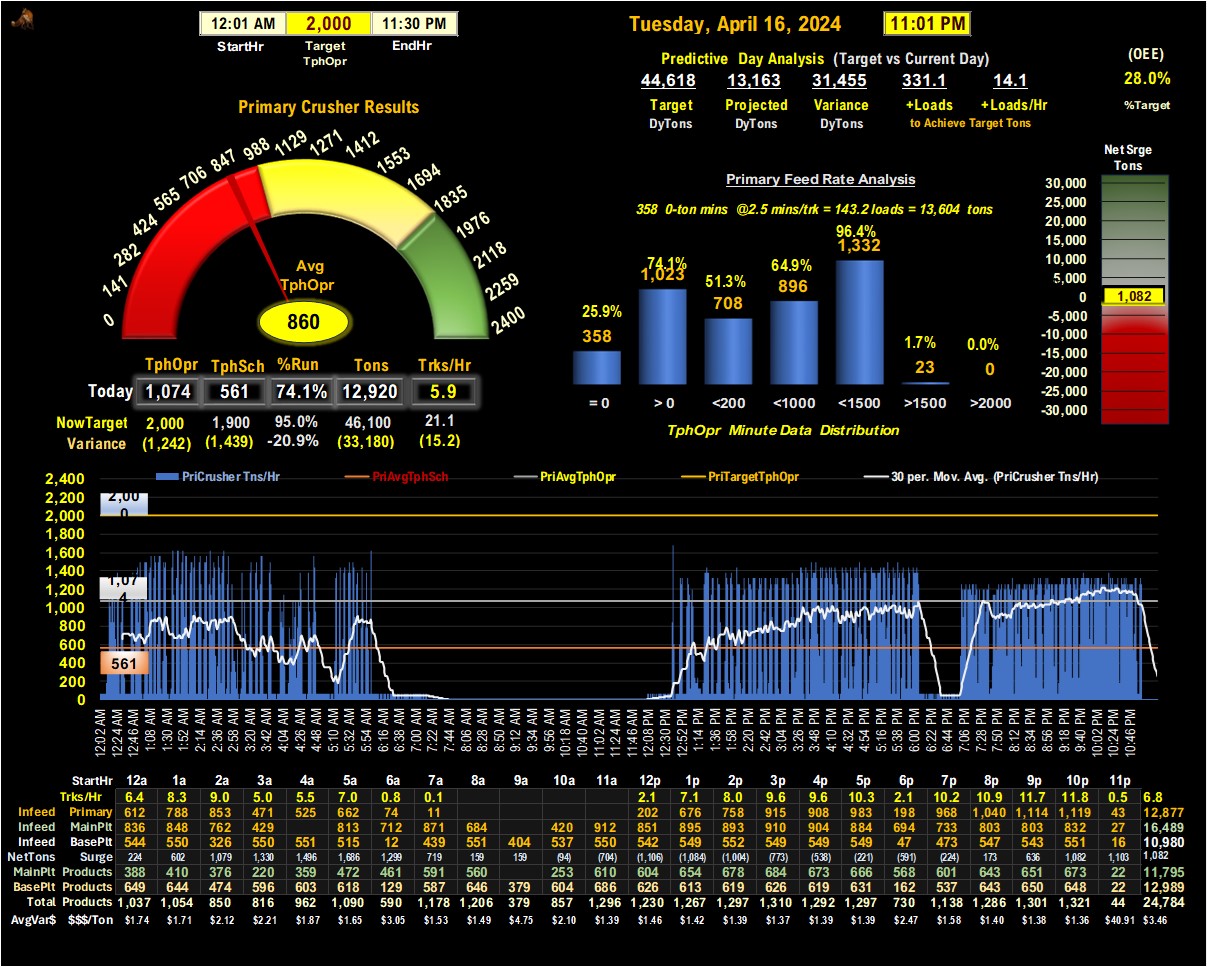 12:01 AM 2,000 11:30 PM
StartHr Target TphOpr EndHr
Tuesday, April 16, 2024 11:01 PM
Predictive Day Analysis (Target vs Current Day)
44,618 13,163 31,455 331.1 14.1
Target Projected Variance +Loads +Loads/Hr
DyTons DyTons DyTons to Achieve Target Tons
(OEE)
28.0%
%Target
Primary Crusher Results
0 141 282 424 565 706 847 988 1129 1271 1412 1553 1694 1835 1976 2118 2259 2400
Avg
TphOpr
860
TphOpr TphSch %Run Tons Trks/Hr
Today 1,074 561 74.1% 12,920 5.9
NowTarget 2,000 1,900 95.0% 46,100 21.1
Variance (1,242) (1,439) -20.9% (33,180) (15.2)
Primary Feed Rate Analysis
358 0-ton mins @2.5 mins/trk = 143.2 loads = 13,604 tons
25.9% 74.1% 51.3% 64.9% 96.4% 1.7% 0.0%
358 1,023 708 896 1,332 23 0
= 0 > 0 <200 <1000 <1500 >1500 >2000
TphOpr Minute Data Distribution
NetSrge
Tons
30,000
25,000
20,000
15,000
10,000
5,000
0 1,082
-5,000
-10,000
-15,000
-20,000
-25,000
-30,000
PriCrusher Tns/Hr PriAvgTphSch PriAvgTphOpr PriTargetTphOpr 30 per. Mov. Avg. (PriCrusher Tns/Hr)
2,400
2,200
2,000
1,800
1,600
1,400
1,200
1,000
800
600
400
200
0
2,000
1,074
561
12:02 AM 12:24 AM 12:46 AM 1:08 AM 1:30 AM 1:52 AM 2:14 AM 2:36 AM 2:58 AM 3:20 AM 3:42 AM 4:04 AM 4:26 AM 4:48 AM 5:10 AM 5:32 AM 5:54 AM 6:16 AM 6:38 AM 7:00 AM 7:22 AM 7:44 AM 8:06 AM 8:28 AM 8:50 AM 9:12 AM 9:34 AM 9:56 AM 10:18 AM 10:40 AM 11:02 AM 11:24 AM 11:46 AM 12:08 PM 12:30 PM 12:52 PM 1:14 PM 1:36 PM 1:58 PM 2:20 PM 2:42 PM 3:04 PM 3:26 PM 3:48 PM 4:10 PM 4:32 PM 4:54 PM 5:16 PM 5:38 PM 6:00 PM 6:22 PM 6:44 PM 7:06 PM 7:28 PM 7:50 PM 8:12 PM 8:34 PM 8:56 PM 9:18 PM 9:40 PM 10:02 PM 10:24 PM 10:46 PM
StartHr 12a 1a 2a 3a 4a 5a 6a 7a 8a 9a 10a 11a 12p 1p 2p 3p 4p 5p 6p 7p 8p 9p 10p 11p
Trks/Hr 6.4 8.3 9.0 5.0 5.5 7.0 0.8 0.1 2.1 7.1 8.0 9.6 9.6 10.3 2.1 10.2 10.9 11.7 11.8 0.5 6.8
Infeed Primary 612 788 853 471 525 662 74 11 202 676 758 915 908 983 198 968 1,040 1,114 1,119 43 12,877
Infeed MainPlt 836 848 762 429 813 712 871 684 420 912 851 895 893 910 904 884 694 733 803 803 832 27 16,489
Infeed BasePlt 544 550 326 550 551 515 12 439 551 404 537 542 550 552 549 550 549 549 47 473 547 543 551 16 10,980
NetTons Surge 224 602 1,079 1,330 1,496 1,686 1,299 719 159 159 (94) (704) (1,106) (1,084) (1,004) (773) (538) (221) (591) (224) 173 636 1,082 1,103 1,082
MainPlt Products 388 410 376 220 359 472 461 591 560 253 610 604 654 678 684 673 666 568 601 643 651 673 22 11,795
BasePlt Products 649 644 474 596 603 618 129 587 646 379 604 686 626 613 619 626 619 631 162 537 643 650 648 22 12,989
Total Products 1,037 1,054 850 816 962 1,090 590 1,178 1,206 379 857 1,296 1,230 1,267 1,297 1,310 1,292 1,297 730 1,138 1,286 1,301 1,321 44 24,784
AvgVar$ $$$/Ton $1.74 $1.71 $2.12 $2.21 $1.87 $1.65 $3.05 $1.53 $1.49 $4.75 $2.10 $1.39 $1.46 $1.42 $1.39 $1.37 $1.39 $1.39 $2.47 $1.58 $1.40 $1.38 $1.36 $40.91 $3.46